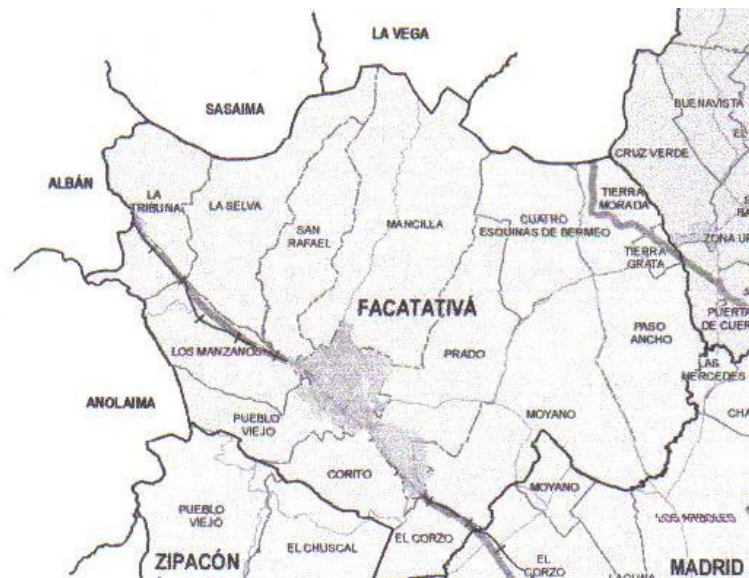 LA VEGA
SASAIMA
BUENAVISTA
EL
CRUZ VERDE
ALBÁN
LA
TRIBUNA
LA SELVA
TIERRA
MORADA
SAN
RAFAEL
MANCILLA
CUATRO
ESQUINAS DE BERMEO
ZONA
TIERRA
GRATA
FACATATIVÁ
PUERTA
DE CUER
PASO
ANCHO
LOS MANZANOS
PRADO
LAS
MERCEDES
ANOLAIMA
CHA
PUEBLO
VIEJO
MOYANO
CORITO
MOYANO
PUEBLO
VIEJO
LOS ARBOLES
EL CHUSCAL
EL CORZO
ZIPACÓN
EL
CORZO
LAGUNA
MADRID